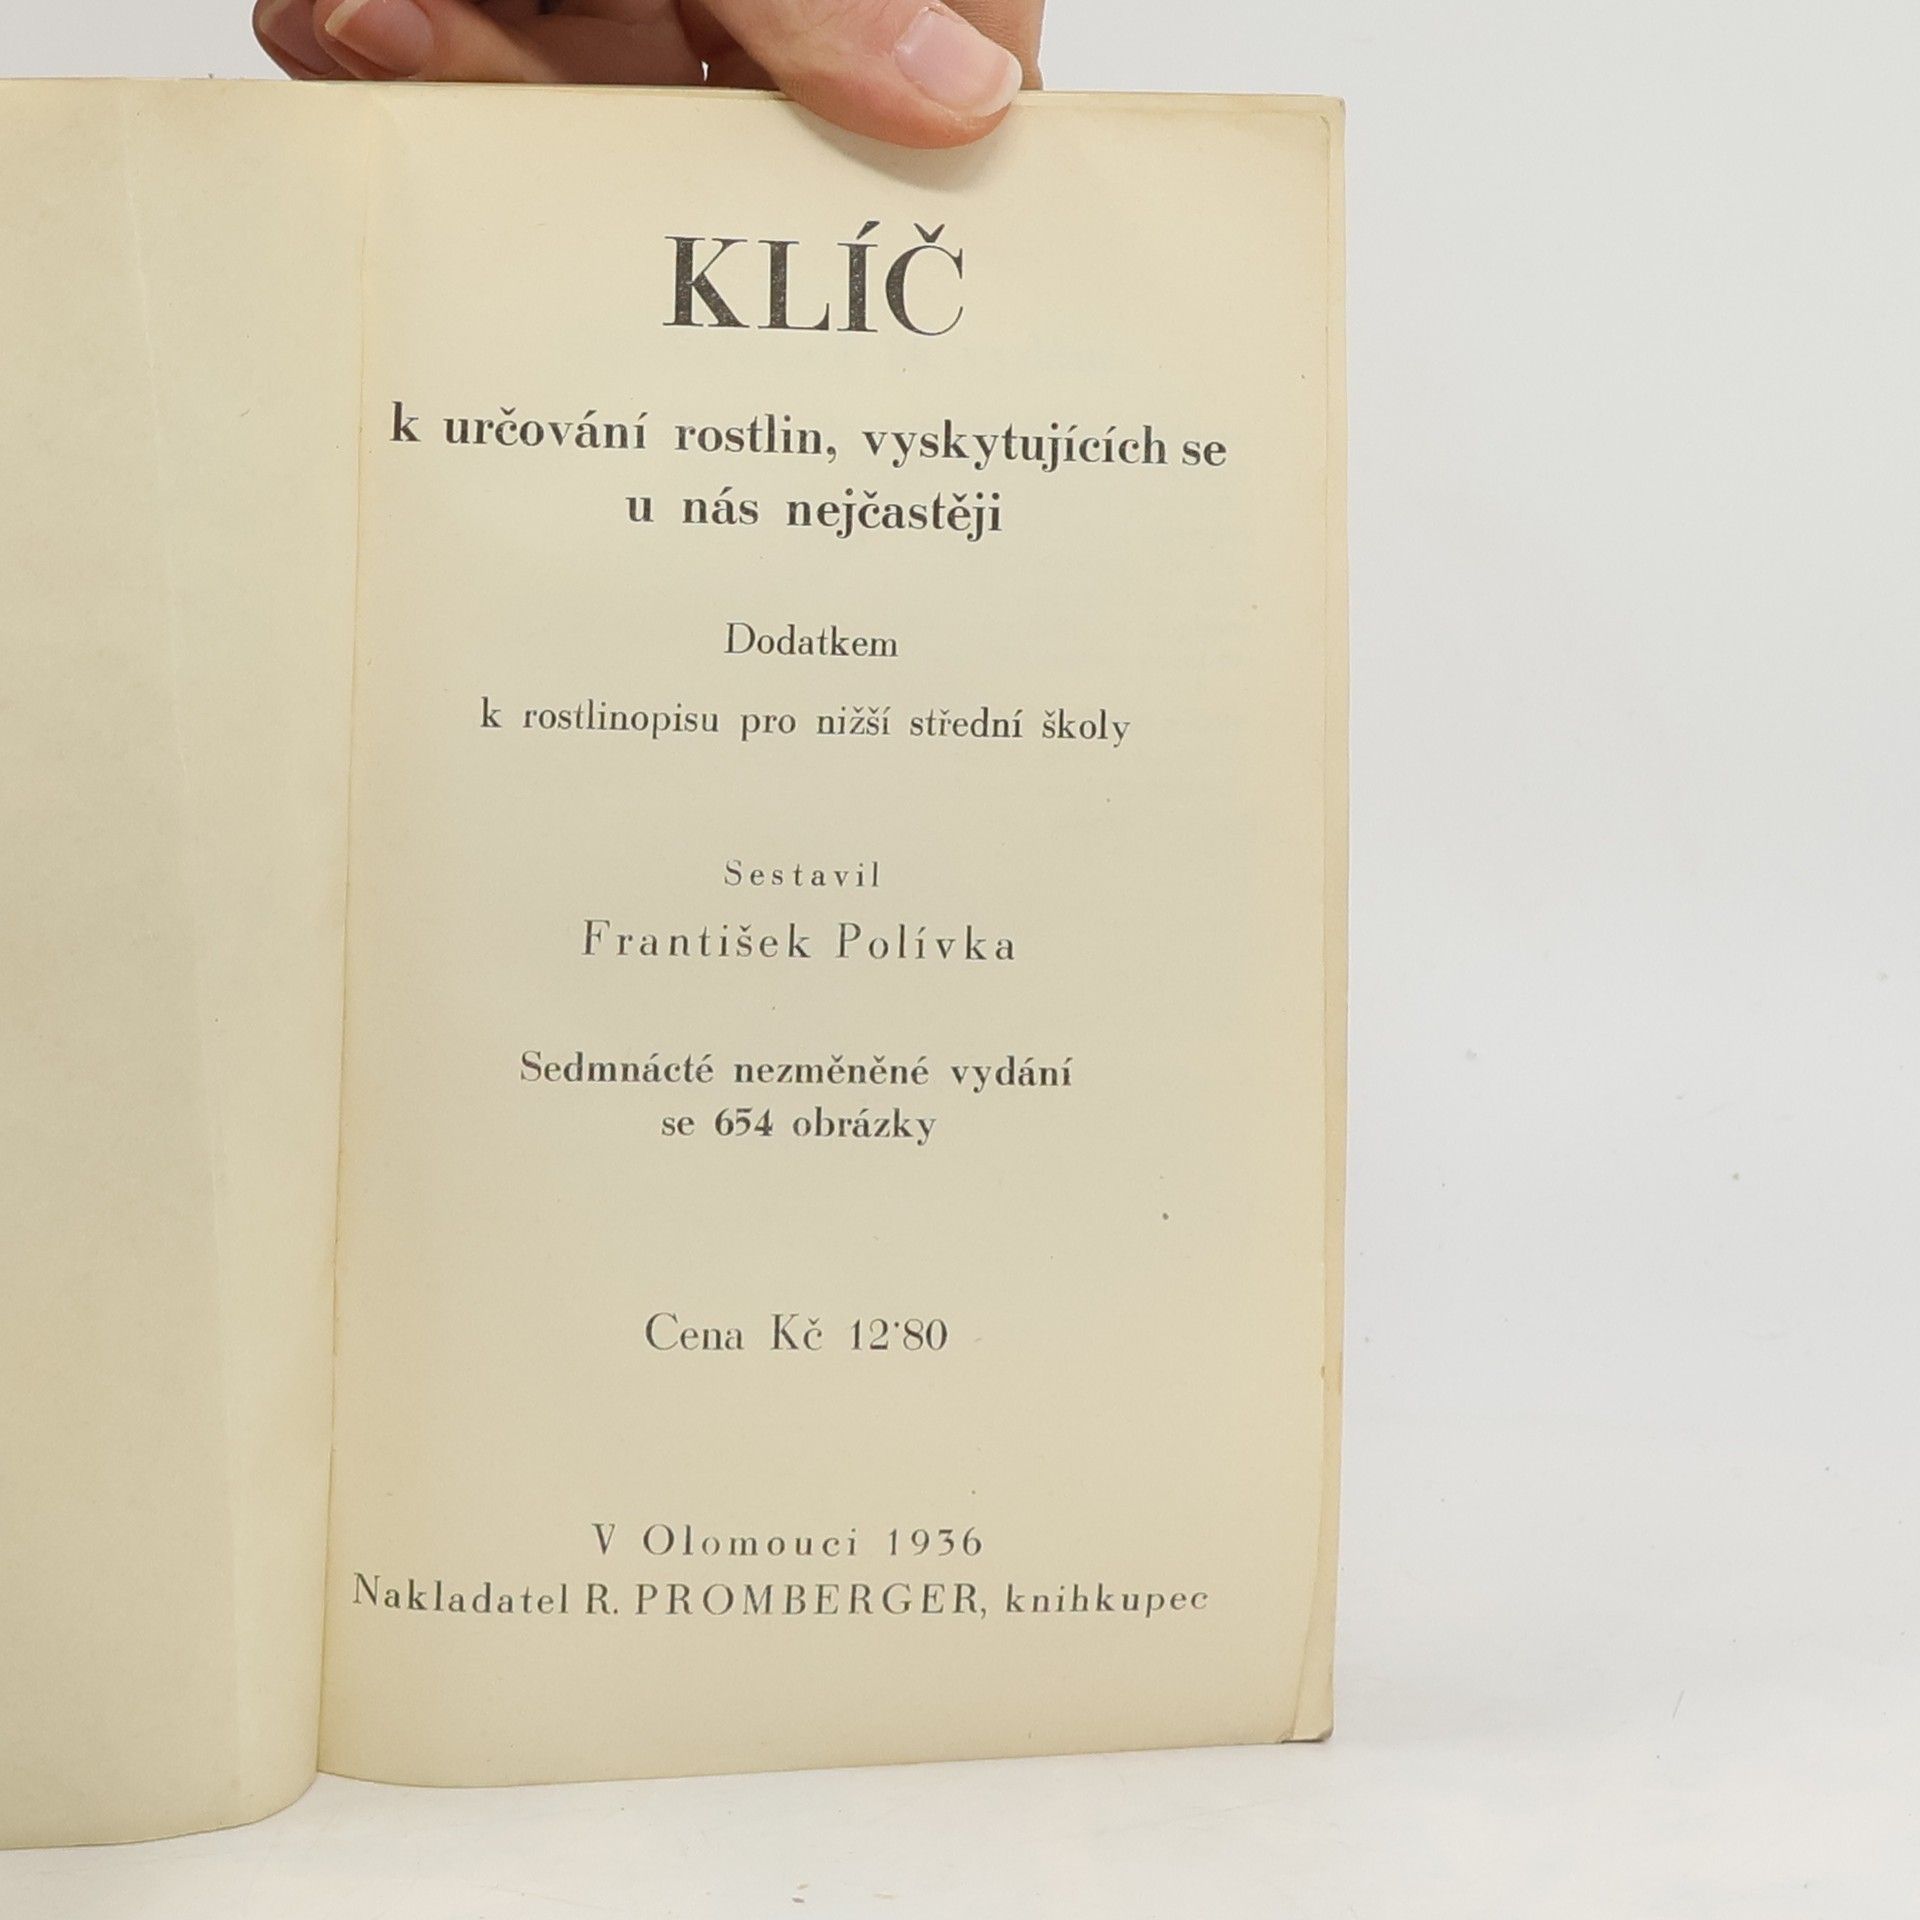 KLÍČ
k určování rostlin, vyskytujících se
u nás nejčastěji
Dodatkem
k rostlinopisu pro nižší střední školy
Sestavil
František Polívka
Sedmnácté nezměněné vydání
se 654 obrázky
Cena Kč 12·80
V Olomouci 1936
Nakladatel R. PROMBERGER, knihkupec